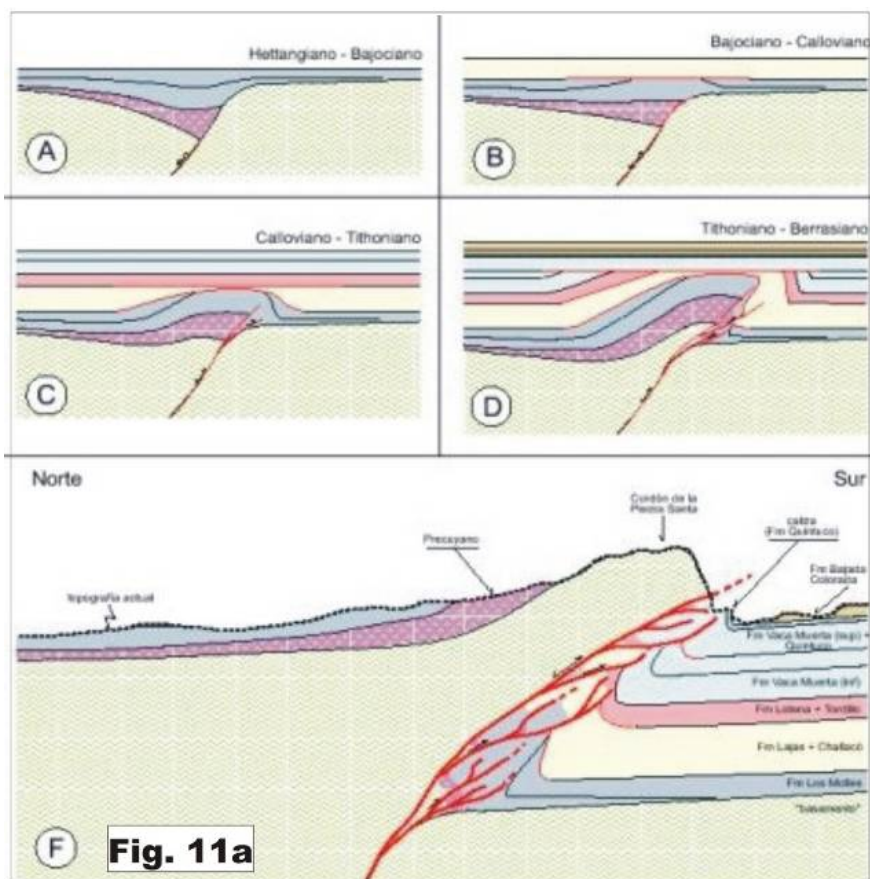 Hettangiano - Bajociano
A
Bajociano - Calloviano
B
Calloviano - Tithoniano
C
Tithoniano - Berrasiano
D
Norte
Sur
Cordón de la
Piedra Santa
caliza
(Fm Quintuco)
Precuyano
Fm Bajada
Colorada
topografía actual
Fm Vaca Muerta (sup) +
Quintuco
Fm Vaca Muerta (inf)
Fm Lotena + Tordillo
Fm Lajas + Challacó
Fm Los Molles
"basamento"
F
Fig. 11a